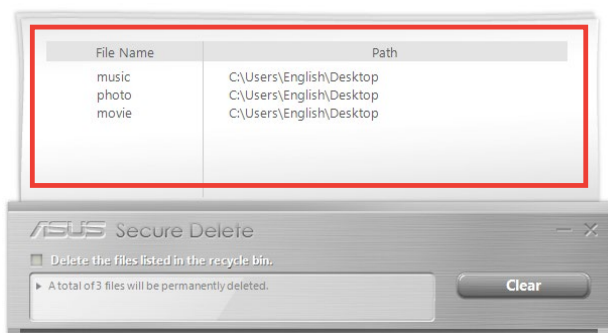 File Name Path
music C:\Users\English\Desktop
photo C:\Users\English\Desktop
movie C:\Users\English\Desktop
ASUS Secure Delete
Delete the files listed in the recycle bin.
A total of 3 files will be permanently deleted.
Clear